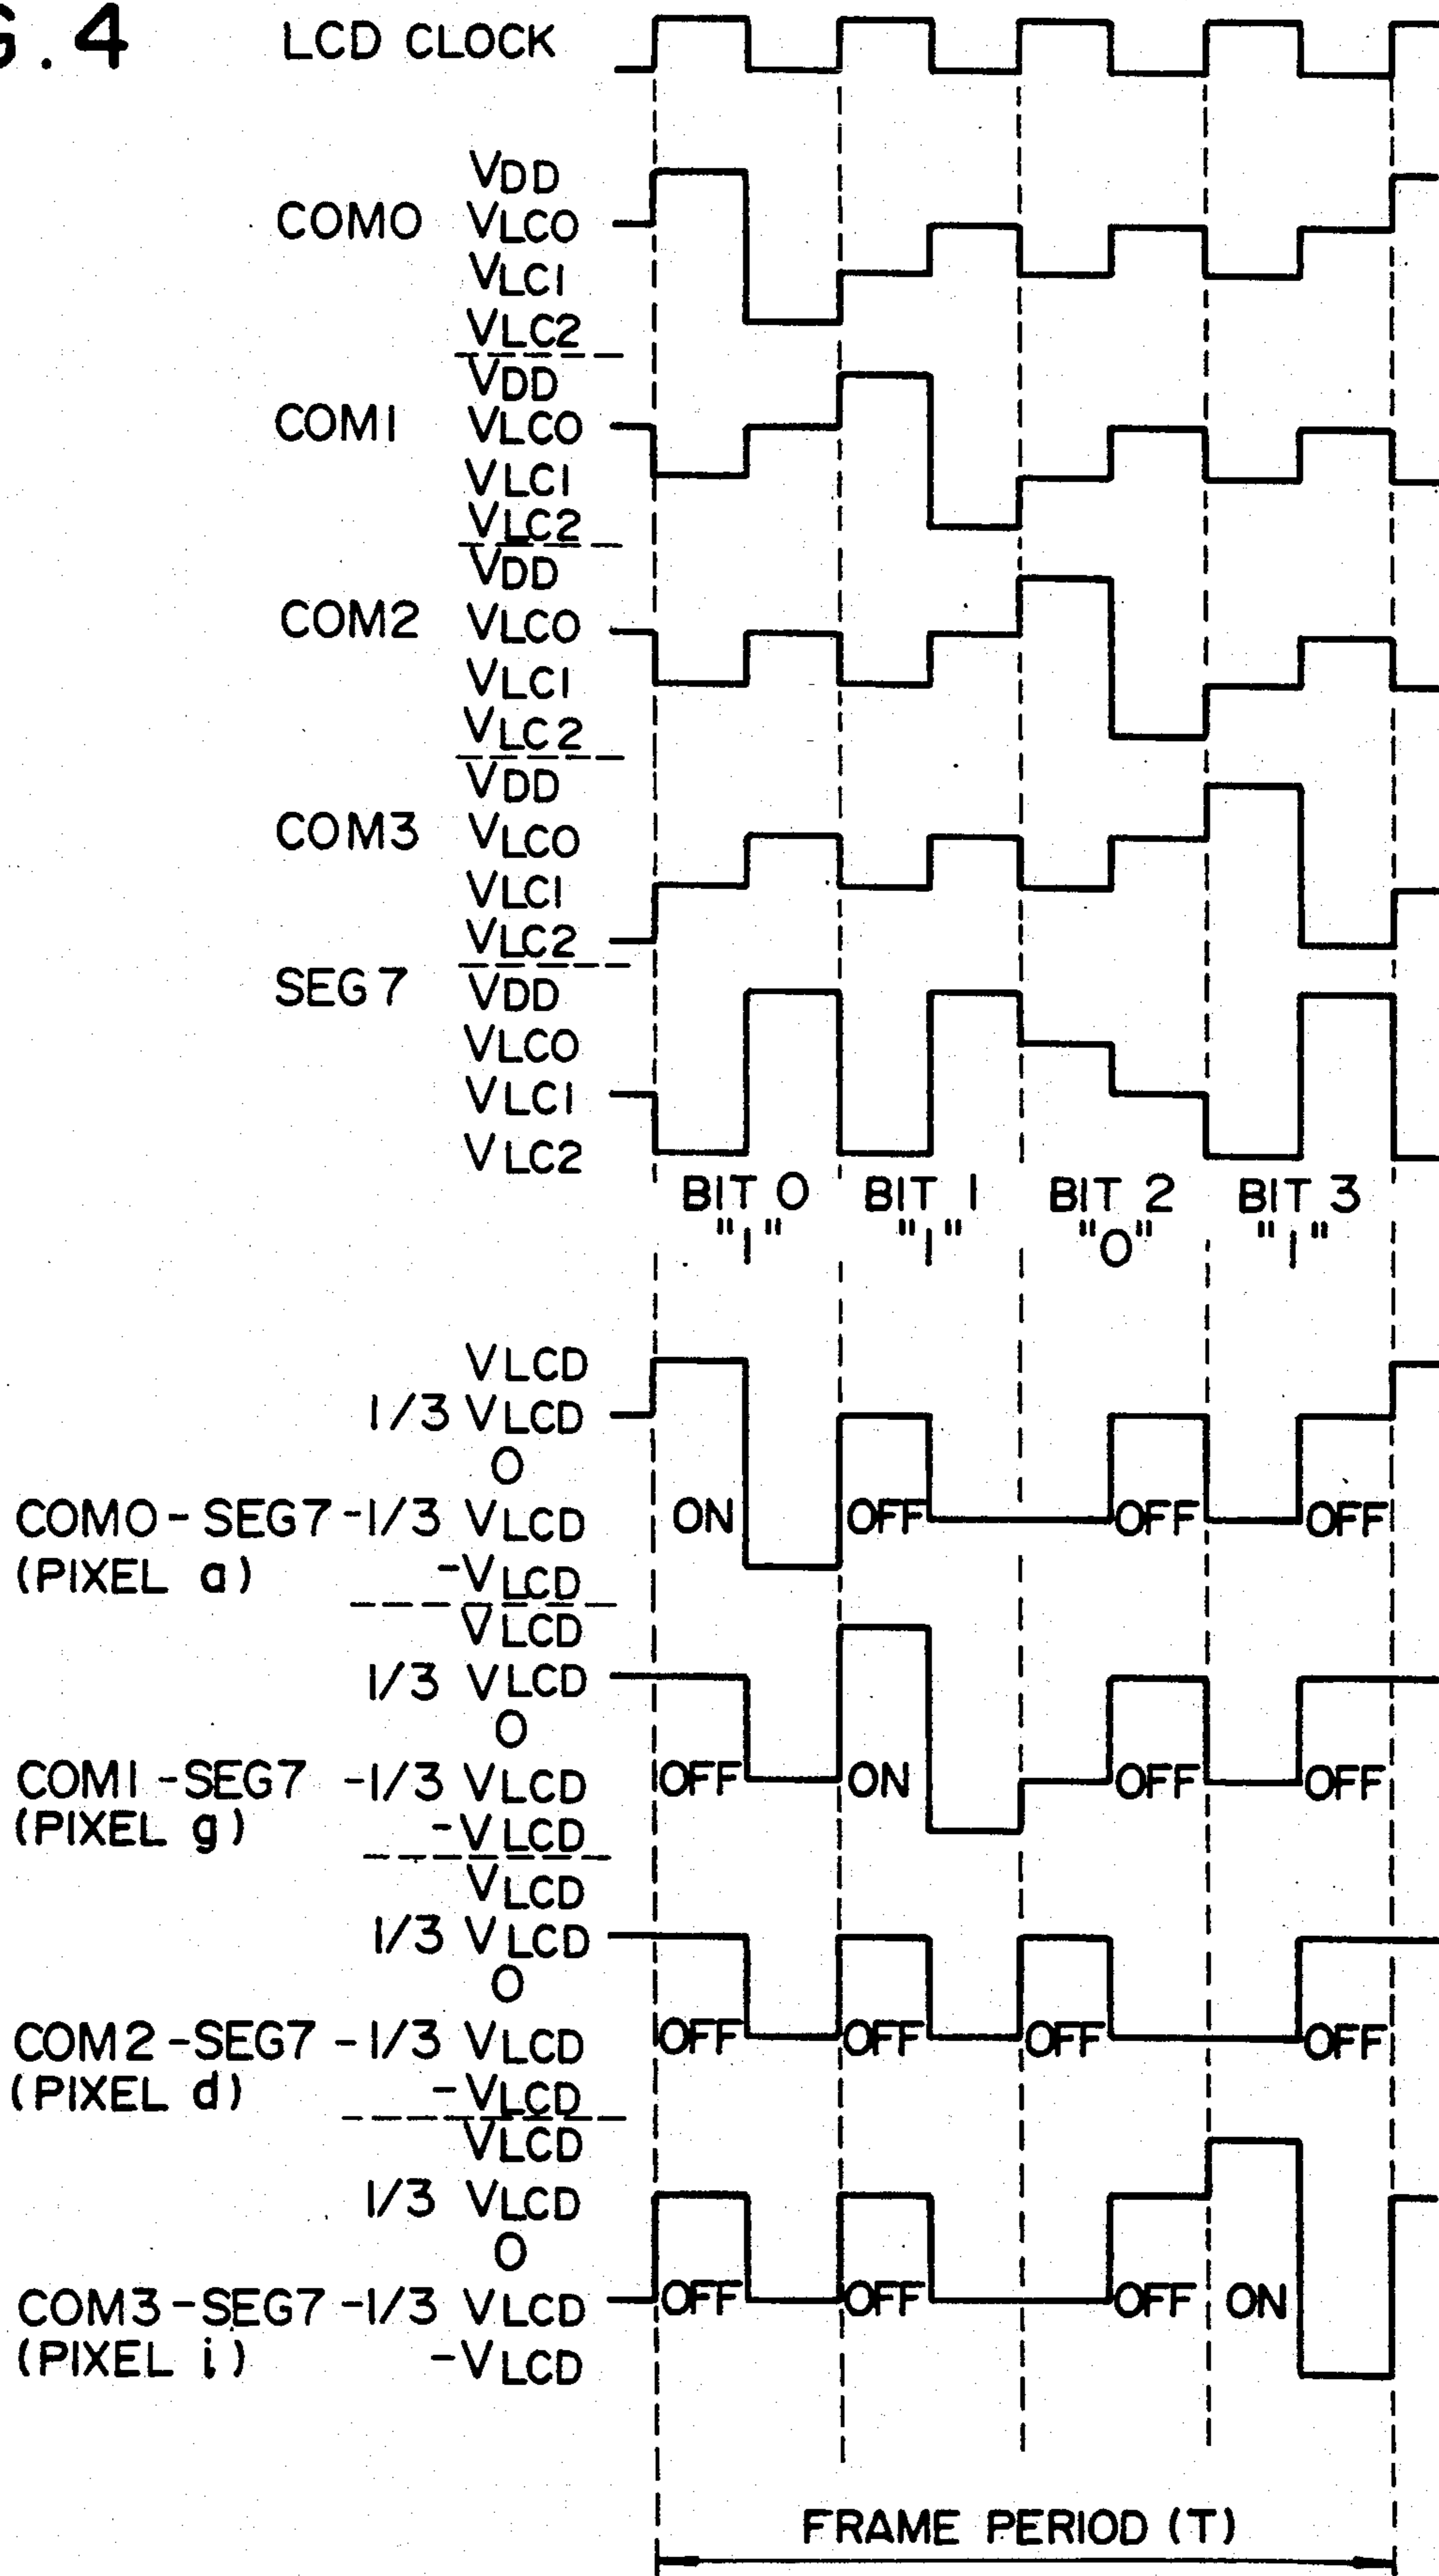 G.4
LCD CLOCK
VDD
COM0 VLC0
VLC1
VLC2
VDD
COM1 VLC0
VLC1
VLC2
VDD
COM2 VLC0
VLC1
VLC2
VDD
COM3 VLC0
VLC1
VLC2
SEG7 VDD
VLC0
VLC1
VLC2
BIT 0 BIT 1 BIT 2 BIT 3
"1" "1" "0" "1"
VLCD
1/3 VLCD
0
COM0-SEG7 -1/3 VLCD ON OFF OFF OFF
(PIXEL a) -VLCD
VLCD
1/3 VLCD
0
COM1-SEG7 -1/3 VLCD OFF ON OFF OFF
(PIXEL g) -VLCD
VLCD
1/3 VLCD
0
COM2-SEG7 -1/3 VLCD OFF OFF OFF OFF
(PIXEL d) -VLCD
VLCD
1/3 VLCD
0
COM3-SEG7 -1/3 VLCD OFF OFF OFF ON
(PIXEL i) -VLCD
FRAME PERIOD (T)